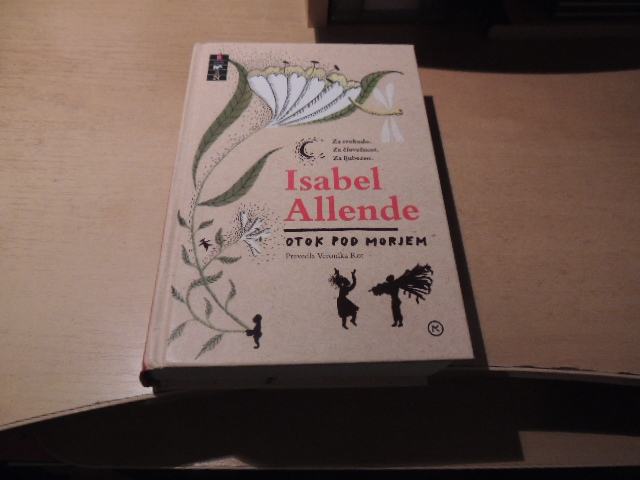 Za svobodo.
Za človečnost.
Za ljubezen.
Isabel
Allende
OTOK POD MORJEM
Prevedla Veronika Rot